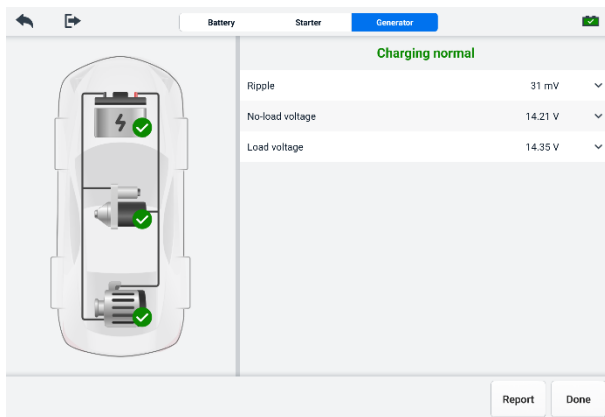 Battery Starter Generator
Charging normal
Ripple 31 mV
No-load voltage 14.21 V
Load voltage 14.35 V
Report Done